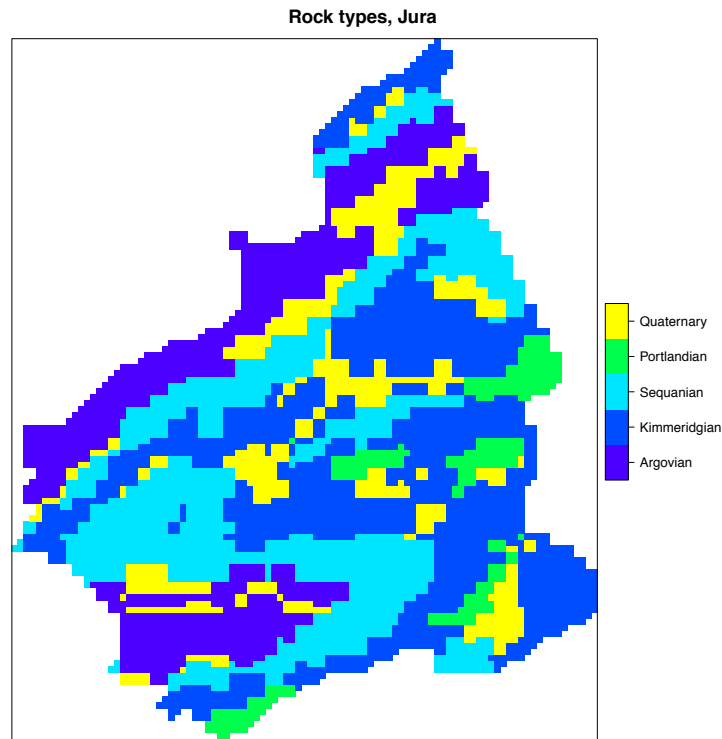 Rock types, Jura
Quaternary
Portlandian
Sequanian
Kimmeridgian
Argovian